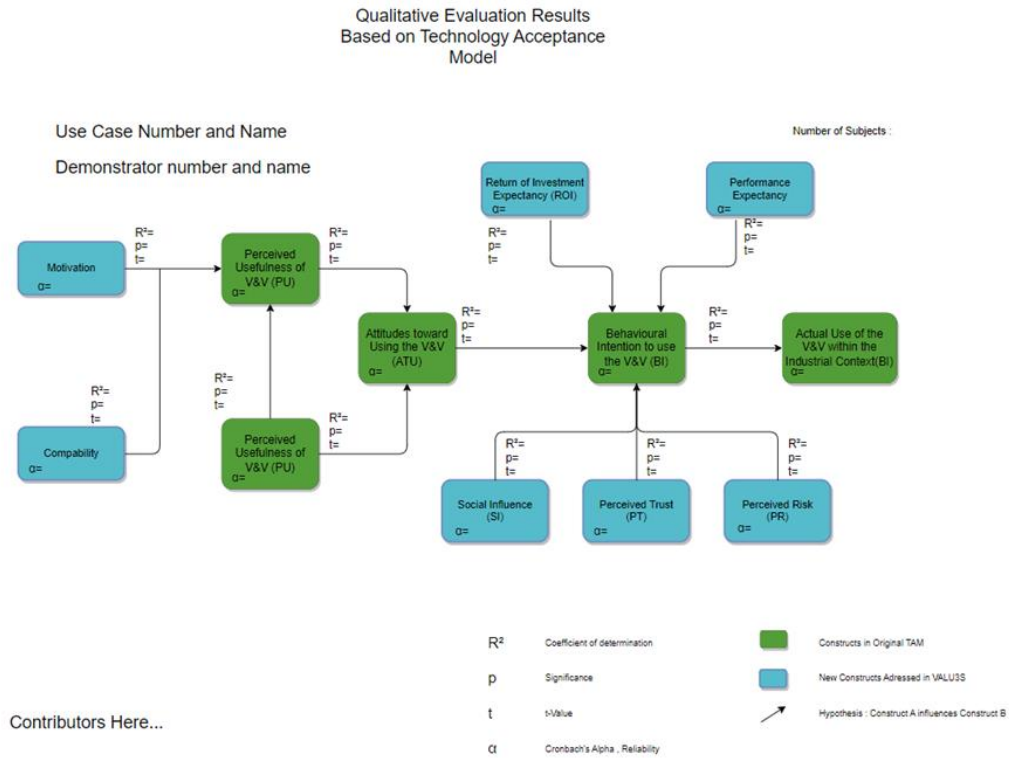 Qualitative Evaluation Results
Based on Technology Acceptance
Model
Use Case Number and Name
Number of Subjects :
Demonstrator number and name
Return of Investment
Expectancy (ROI)
α=
Performance
Expectancy
α=
R²=
p=
t=
R²=
p=
t=
R²=
p=
t=
R²=
p=
t=
Motivation
α=
Perceived
Usefulness of
V&V (PU)
α=
R²=
p=
t=
R²=
p=
t=
Attitudes toward
Using the V&V
(ATU)
α=
Behavioural
Intention to use
the V&V (BI)
α=
Actual Use of the
V&V within the
Industrial Context(BI)
α=
R²=
p=
t=
R²=
p=
t=
R²=
p=
t=
Compability
α=
Perceived
Usefulness of
V&V (PU)
α=
R²=
p=
t=
R²=
p=
t=
R²=
p=
t=
Social Influence
(SI)
α=
Perceived Trust
(PT)
α=
Perceived Risk
(PR)
α=
R² Coefficient of determination
Constructs in Original TAM
p Significance
New Constructs Adressed in VALU3S
t t-Value
Hypothesis : Construct A influences Construct B
α Cronbach's Alpha , Reliability
Contributors Here...